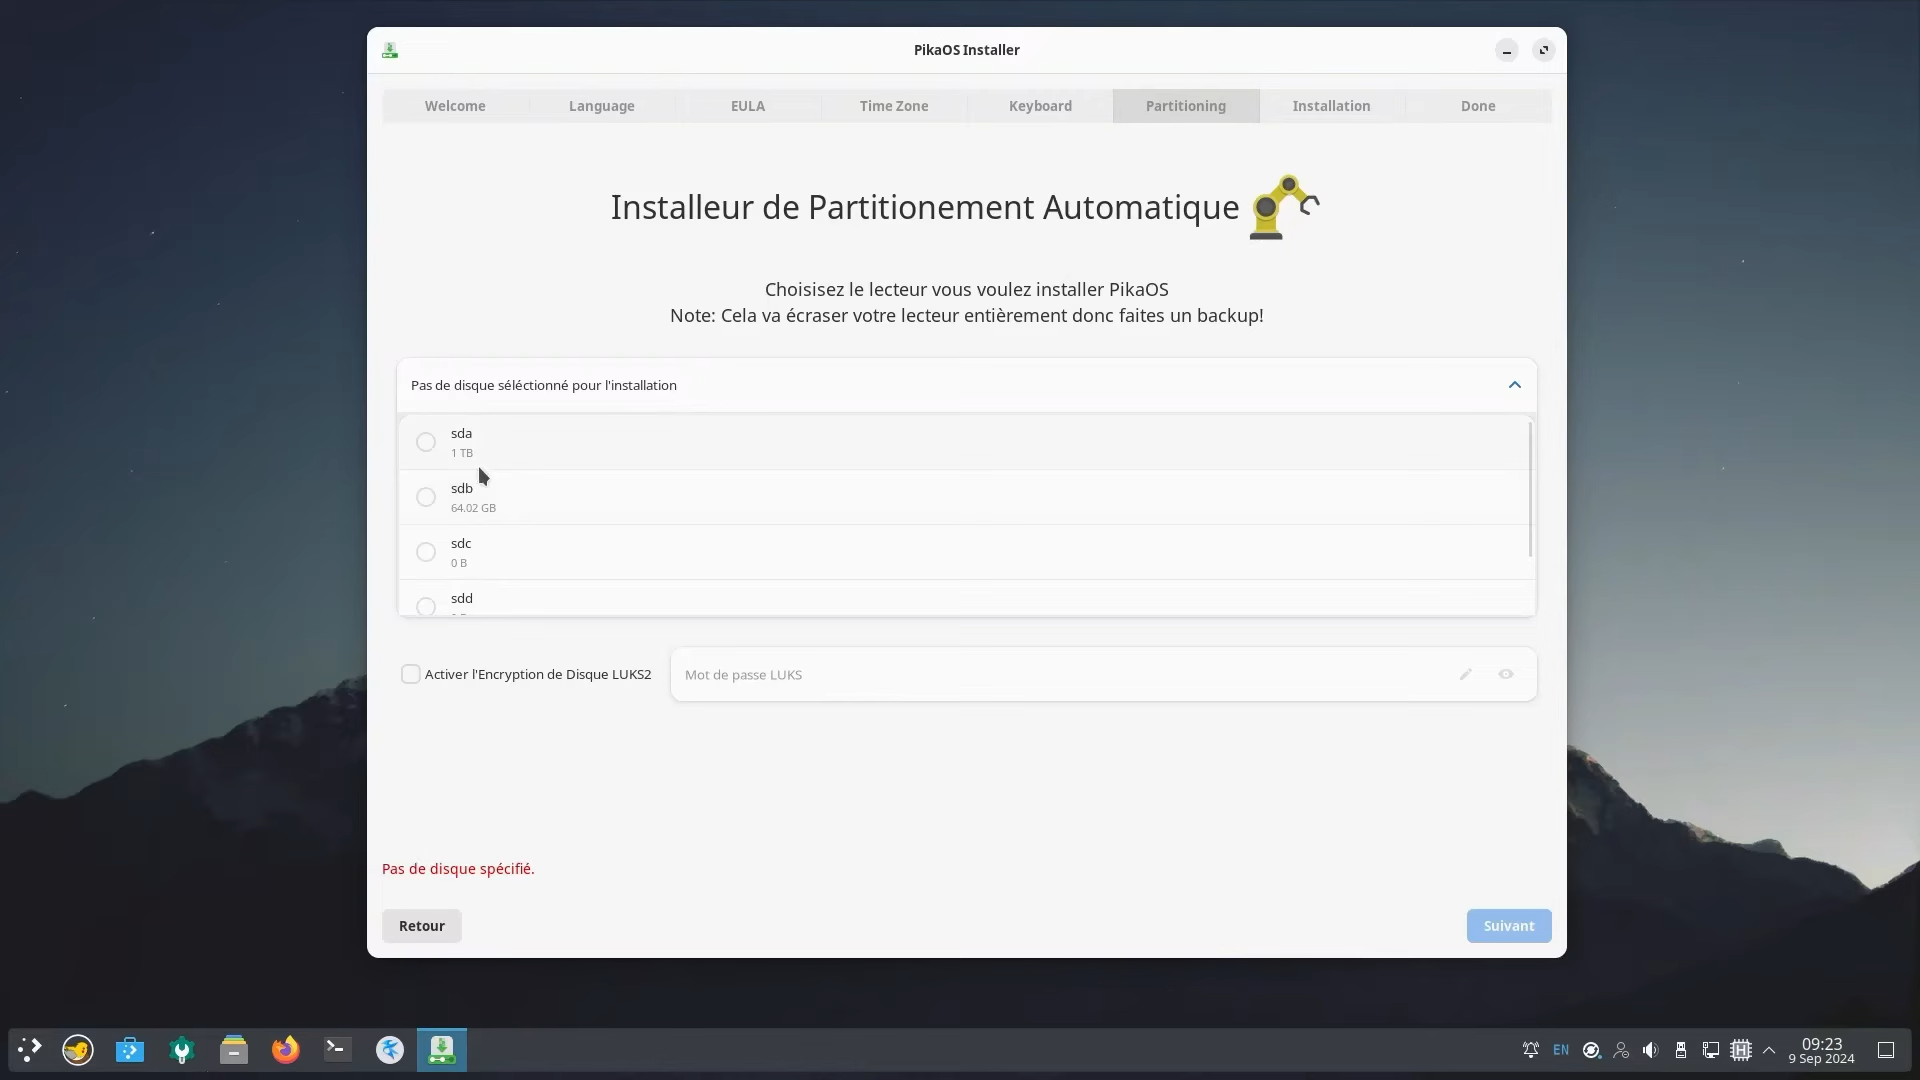 PikaOS Installer
Welcome
Language
EULA
Time Zone
Keyboard
Partitioning
Installation
Done
Installeur de Partitionement Automatique
Choisisez le lecteur vous voulez installer PikaOS
Note: Cela va écraser votre lecteur entièrement donc faites un backup!
Pas de disque séléctionné pour l'installation
sda
1 TB
sdb
64.02 GB
sdc
0 B
sdd
Activer l'Encryption de Disque LUKS2
Mot de passe LUKS
Pas de disque spécifié.
Retour
Suivant
EN
09:23
9 Sep 2024